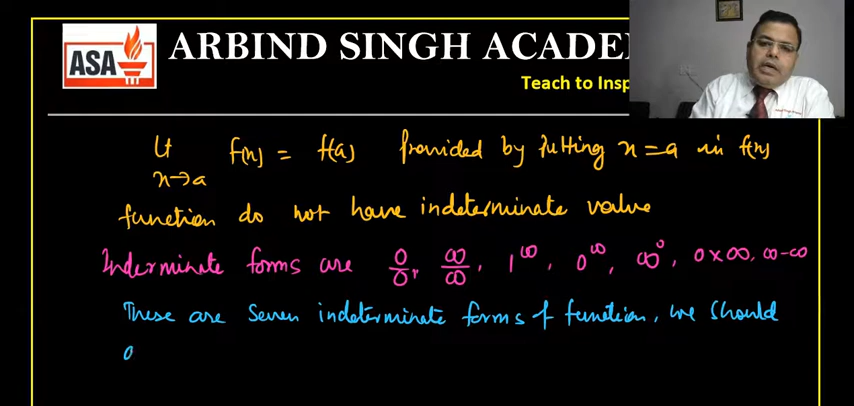 ASA ARBIND SINGH ACADE
Teach to Insp
Lt f(x) = f(a) Provided by putting x = a in f(x)
x→a
function do not have indeterminate value
Inderminate forms are 0/0, ∞/∞, 1^∞, 0^∞, ∞^0, 0×∞, ∞-∞
These are Seven indeterminate forms of function, we should